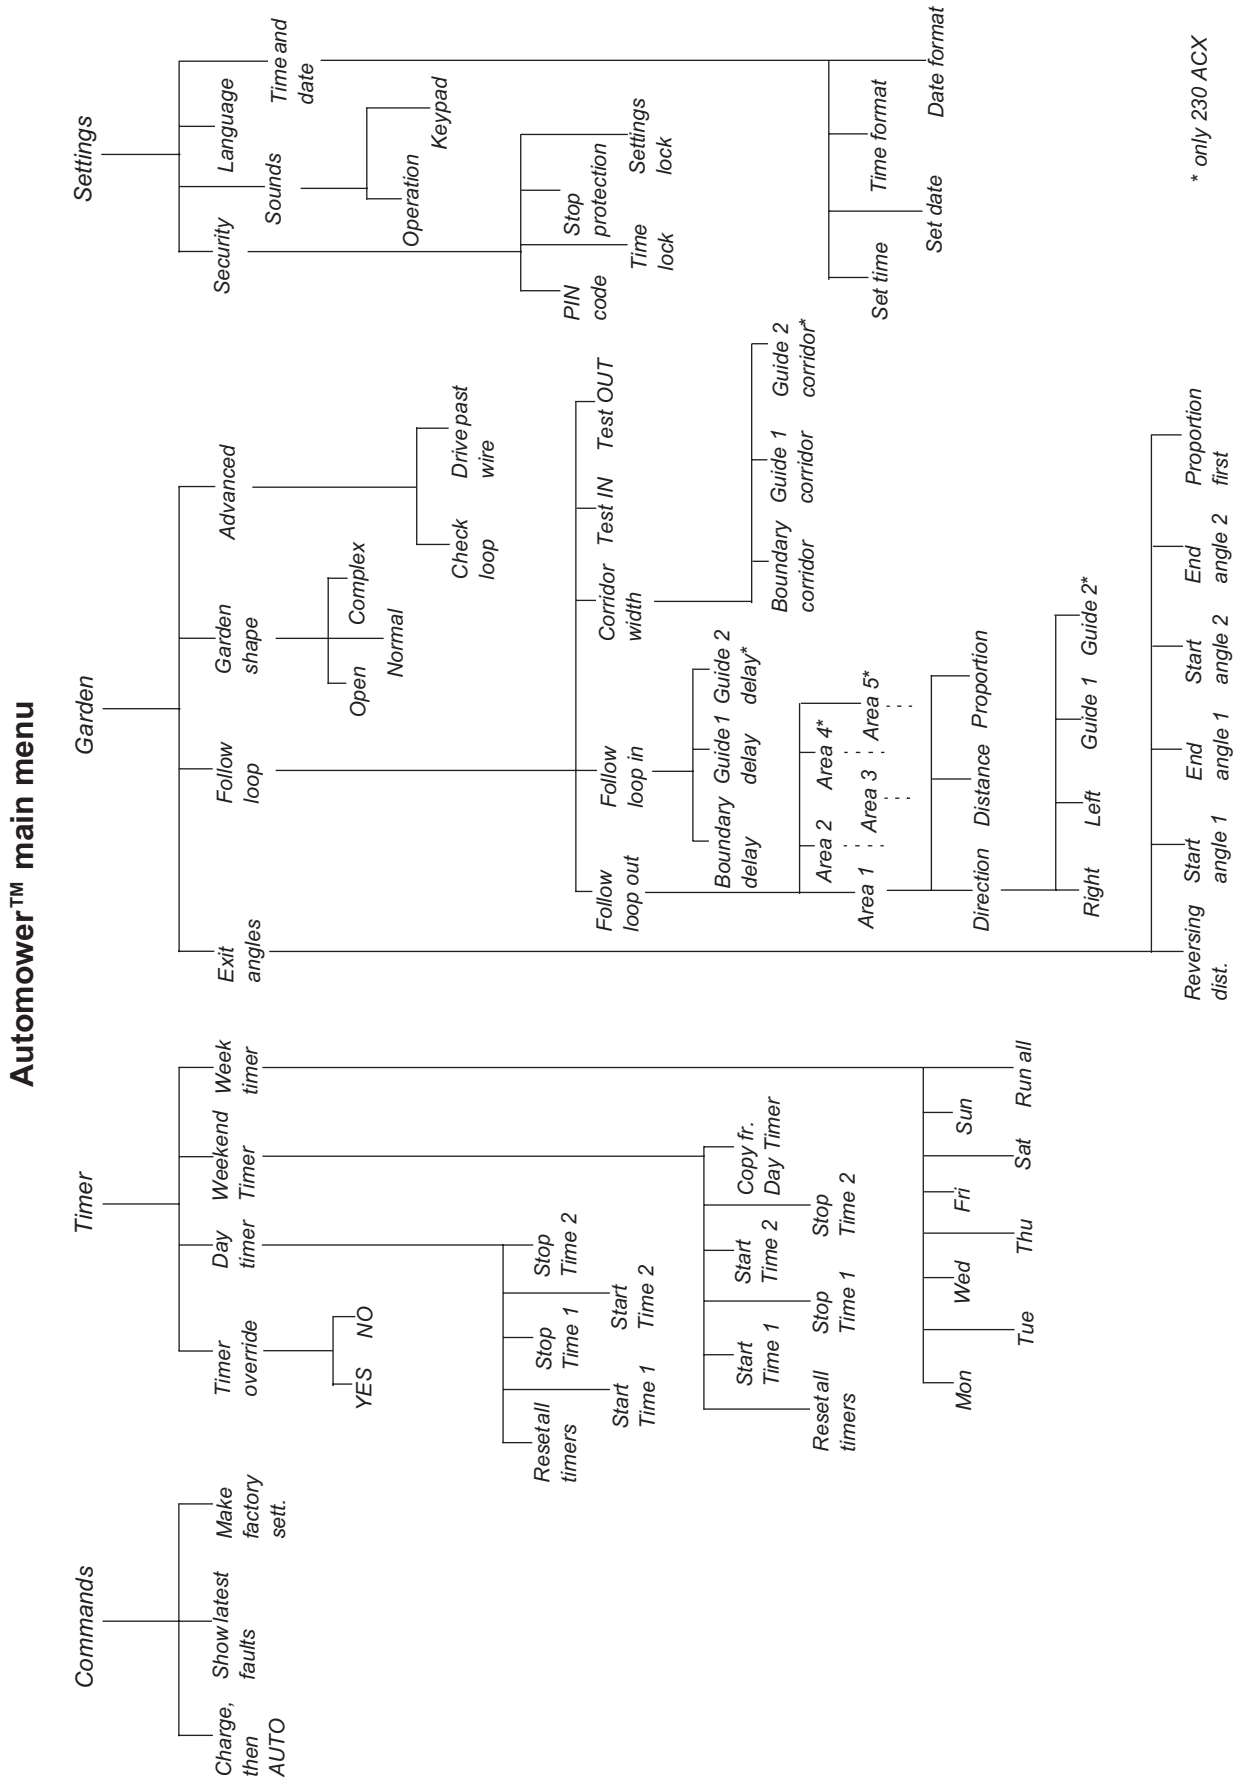 Automower™ main menu
Commands
Timer
Garden
Settings
Charge,
then
AUTO
Show latest
faults
Make
factory
sett.
Timer
override
Day
timer
Weekend
Timer
Week
timer
Exit
angles
Follow
loop
Garden
shape
Advanced
Security
Sounds
Language
Time and
date
YES
NO
Open
Normal
Complex
Check
loop
Drive past
wire
Operation
Keypad
Reset all
timers
Start
Time 1
Stop
Time 1
Start
Time 2
Stop
Time 2
Follow
loop out
Follow
loop in
Corridor
width
Test IN
Test OUT
PIN
code
Time
lock
Stop
protection
Settings
lock
Reset all
timers
Start
Time 1
Stop
Time 1
Start
Time 2
Stop
Time 2
Copy fr.
Day Timer
Boundary
delay
Guide 1
delay
Guide 2
delay*
Boundary
corridor
Guide 1
corridor
Guide 2
corridor*
Area 1
Area 2
Area 3
Area 4*
Area 5*
Set time
Set date
Time format
Date format
Mon
Tue
Wed
Thu
Fri
Sat
Sun
Run all
Direction
Distance
Proportion
Right
Left
Guide 1
Guide 2*
Reversing
dist.
Start
angle 1
End
angle 1
Start
angle 2
End
angle 2
Proportion
first
* only 230 ACX